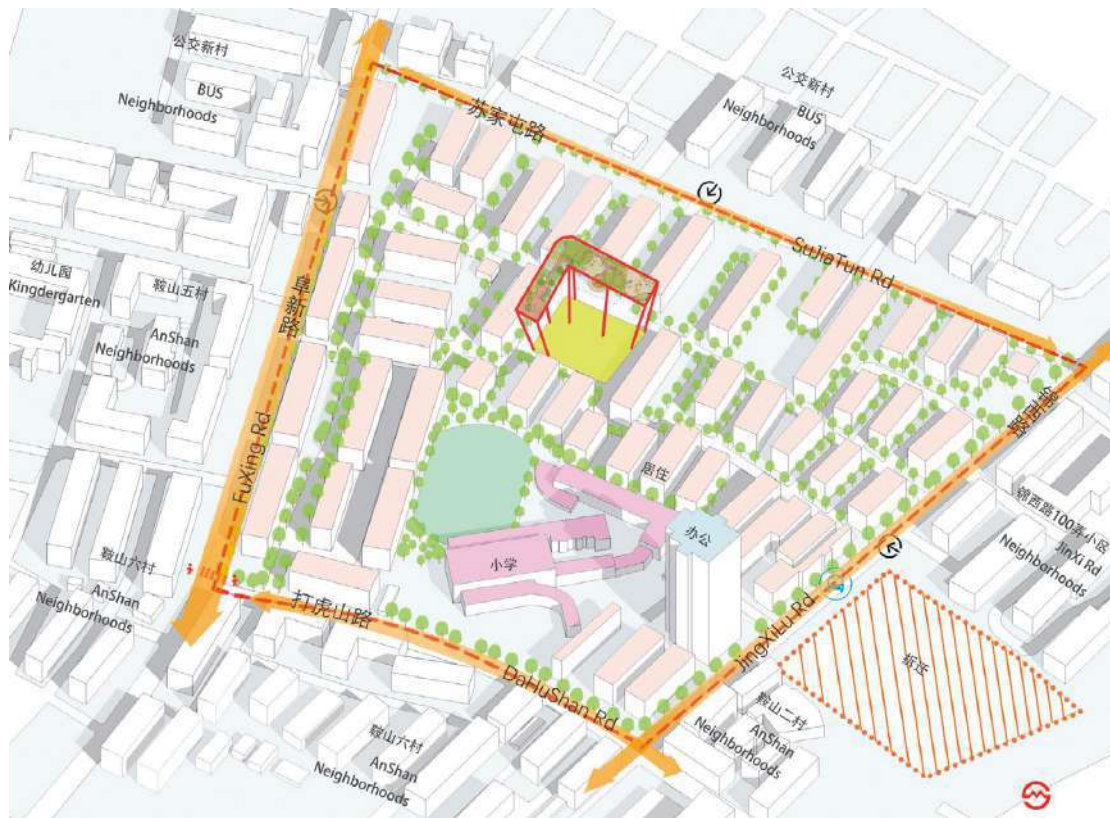 公交新村
BUS
Neighborhoods
公交新村
BUS
Neighborhoods
苏家屯路
SuJiaTun Rd
幼儿园
Kingdergarten
鞍山五村
AnShan
Neighborhoods
阜新路
FuXing Rd
锦西路
居住
办公
小学
锦西路100弄小区
JinXi Rd
Neighborhoods
鞍山六村
AnShan
Neighborhoods
打虎山路
DaHuShan Rd
JingXiLu Rd
拆迁
鞍山二村
AnShan
Neighborhoods
鞍山六村
AnShan
Neighborhoods